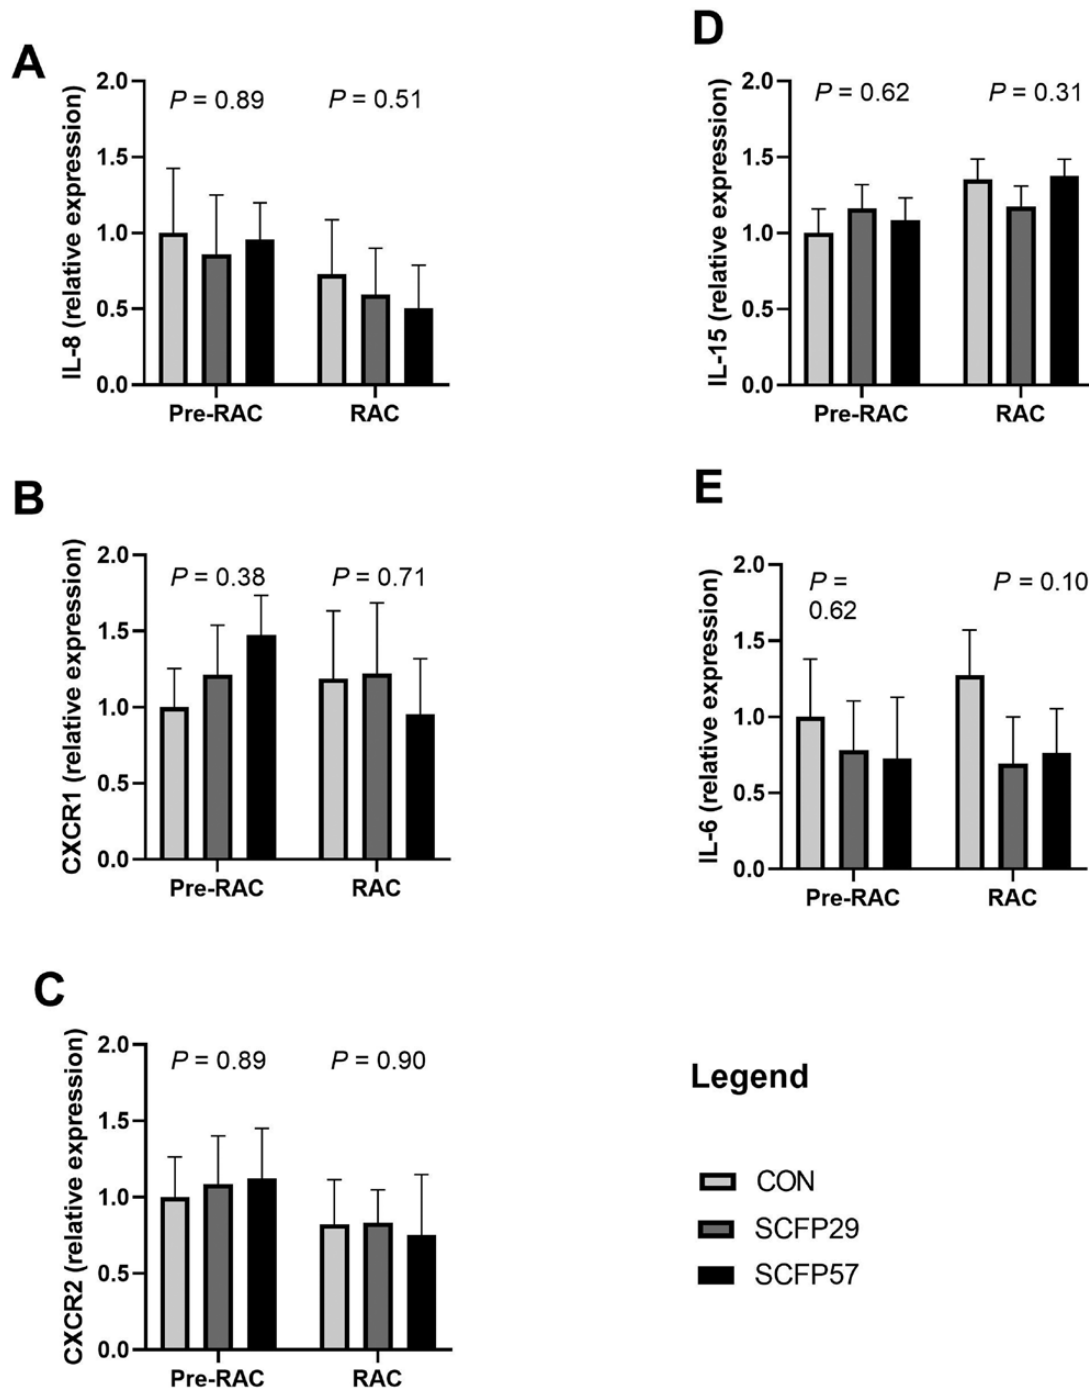 A
IL-8 (relative expression)
2.0
1.5
1.0
0.5
0.0
P = 0.89
P = 0.51
Pre-RAC
RAC
B
CXCR1 (relative expression)
2.0
1.5
1.0
0.5
0.0
P = 0.38
P = 0.71
Pre-RAC
RAC
C
CXCR2 (relative expression)
2.0
1.5
1.0
0.5
0.0
P = 0.89
P = 0.90
Pre-RAC
RAC
D
IL-15 (relative expression)
2.0
1.5
1.0
0.5
0.0
P = 0.62
P = 0.31
Pre-RAC
RAC
E
IL-6 (relative expression)
2.0
1.5
1.0
0.5
0.0
P =
0.62
P = 0.10
Pre-RAC
RAC
Legend
CON
SCFP29
SCFP57